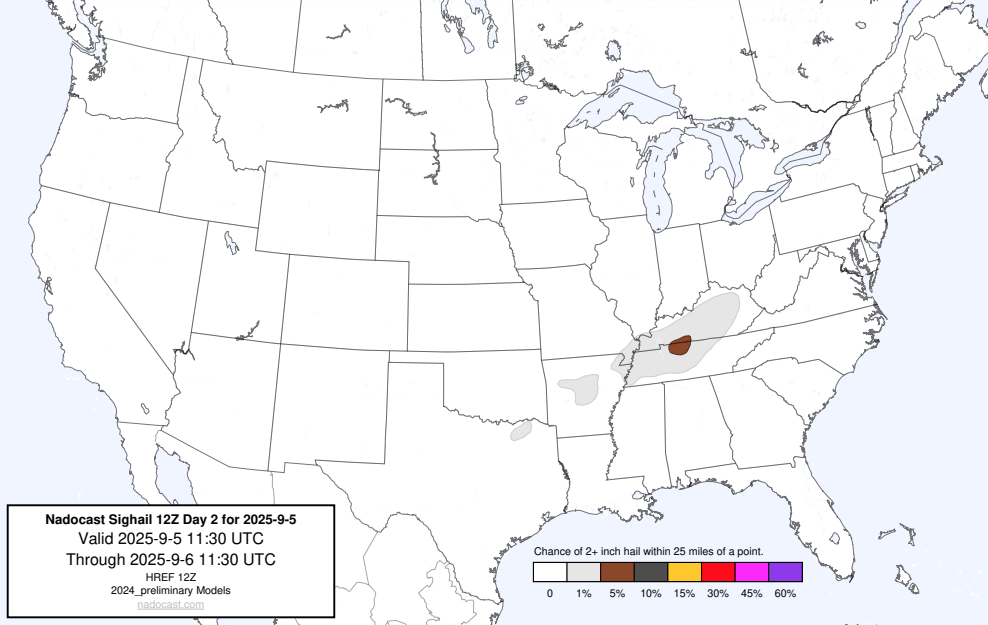 Nadocast Sighail 12Z Day 2 for 2025-9-5
Valid 2025-9-5 11:30 UTC
Through 2025-9-6 11:30 UTC
HREF 12Z
2024_preliminary Models
nadocast.com
Chance of 2+ inch hail within 25 miles of a point.
0 1% 5% 10% 15% 30% 45% 60%